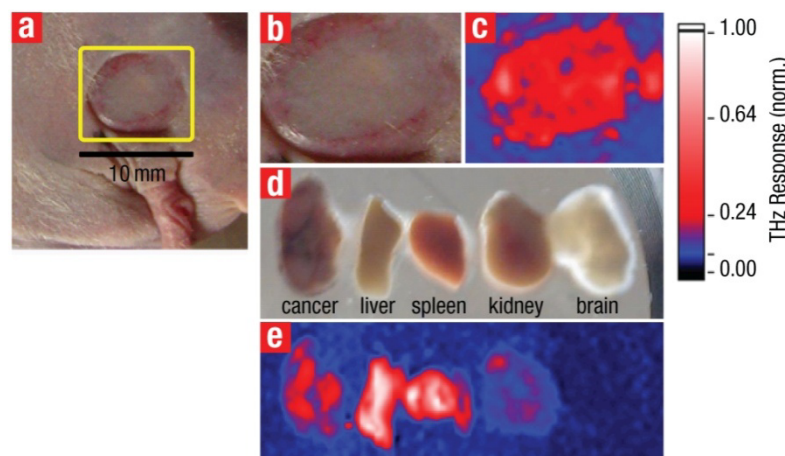 a
b
c
1.00
0.64
0.24
0.00
THz Response (norm.)
10 mm
d
cancer liver spleen kidney brain
e